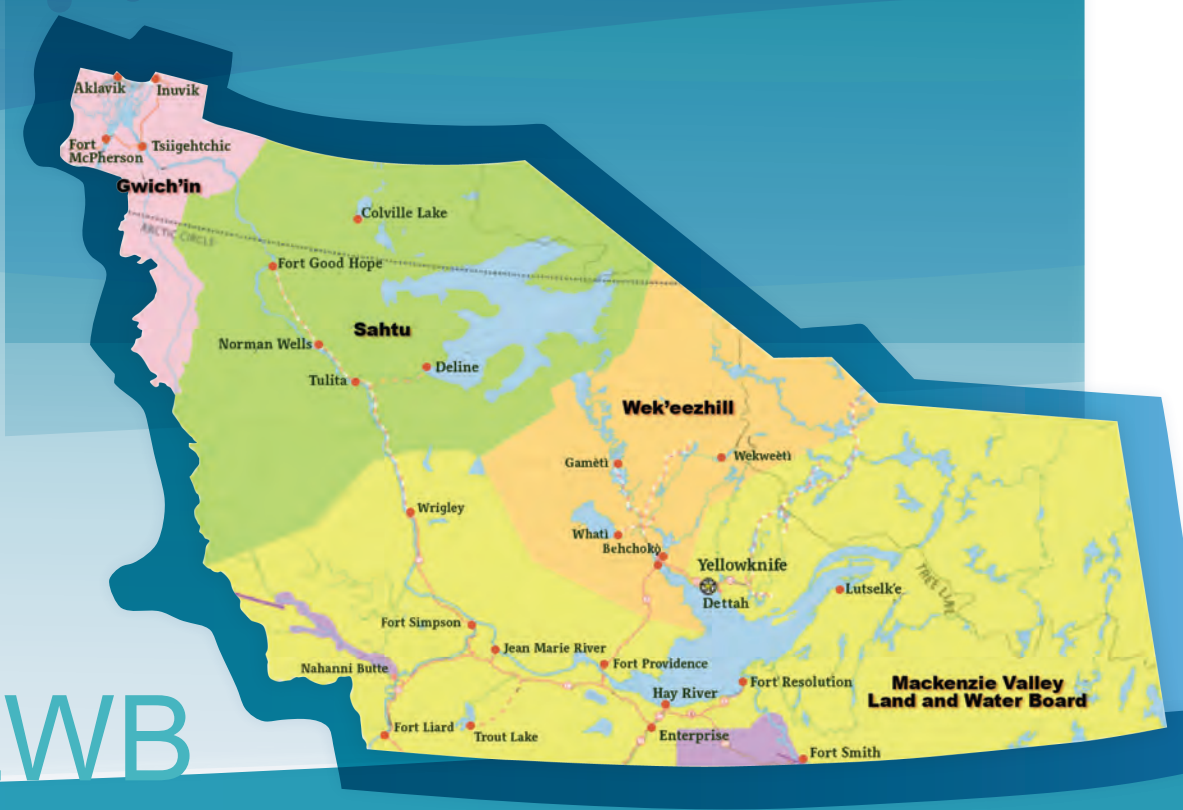 Aklavik
Inuvik
Fort
McPherson
Tsiigehtchic
Gwich'in
ARCTIC CIRCLE
Colville Lake
Fort Good Hope
Sahtu
Norman Wells
Deline
Tulita
Wek'eezhill
Gamètì
Wekweètì
Wrigley
Whatì
Behchokò
Yellowknife
Dettah
TREE LINE
Lutselk'e
Fort Simpson
Jean Marie River
Nahanni Butte
Fort Providence
Fort Resolution
Hay River
Mackenzie Valley
Land and Water Board
Fort Liard
Trout Lake
Enterprise
Fort Smith
WB